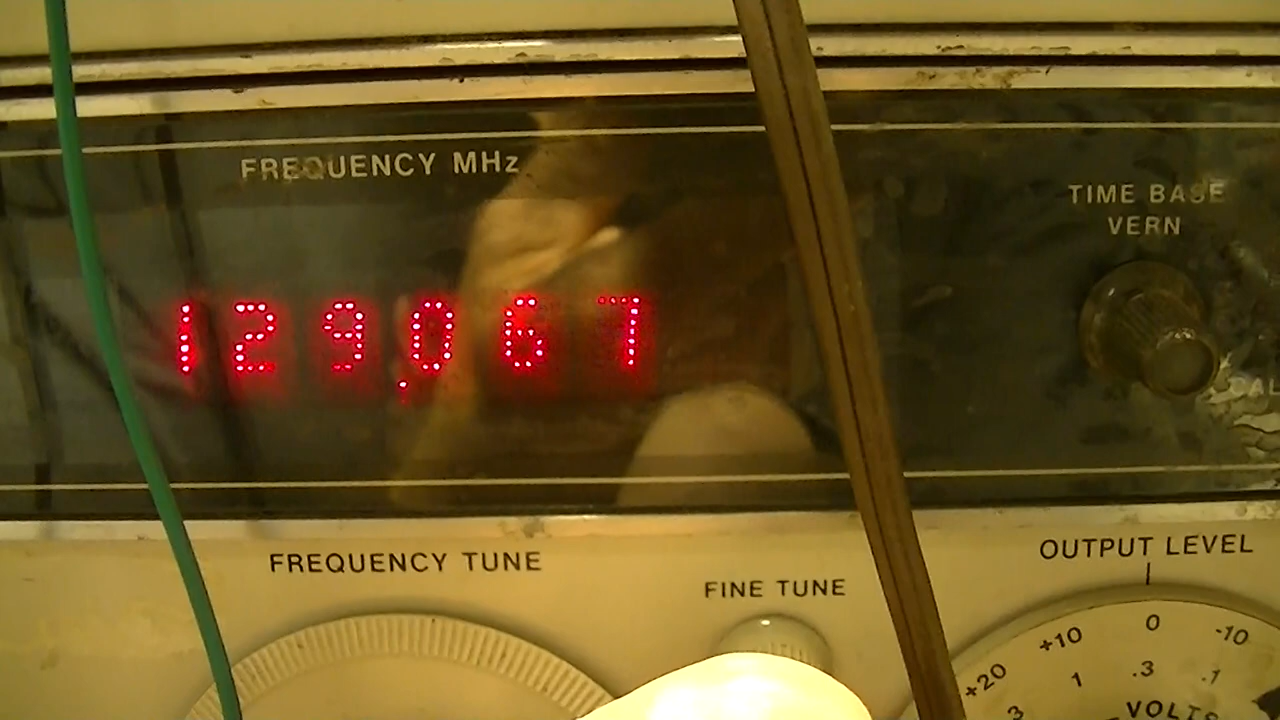 FREQUENCY MHz
TIME BASE
VERN
129.067
CAL
FREQUENCY TUNE
FINE TUNE
OUTPUT LEVEL
+20 +10 0 -10
3 1 .3 .1
VOLTS